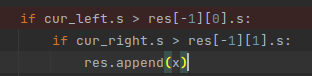 if cur_left.s > res[-1][0].s:
if cur_right.s > res[-1][1].s:
res.append(x)